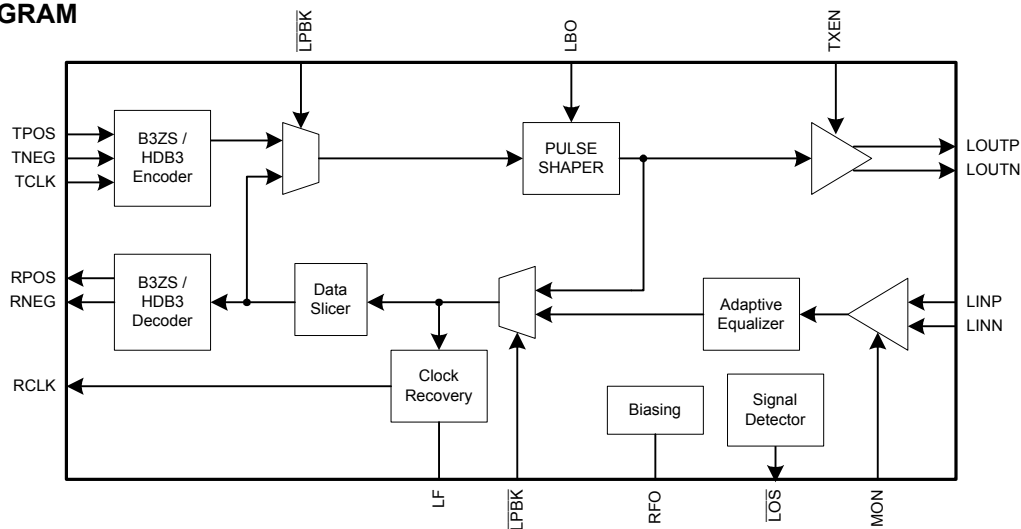 GRAM
LPBK
LBO
TXEN
TPOS
TNEG
TCLK
B3ZS /
HDB3
Encoder
PULSE
SHAPER
LOUTP
LOUTN
RPOS
RNEG
B3ZS /
HDB3
Decoder
Data
Slicer
Adaptive
Equalizer
LINP
LINN
RCLK
Clock
Recovery
Biasing
Signal
Detector
LF
LPBK
RFO
LOS
MON